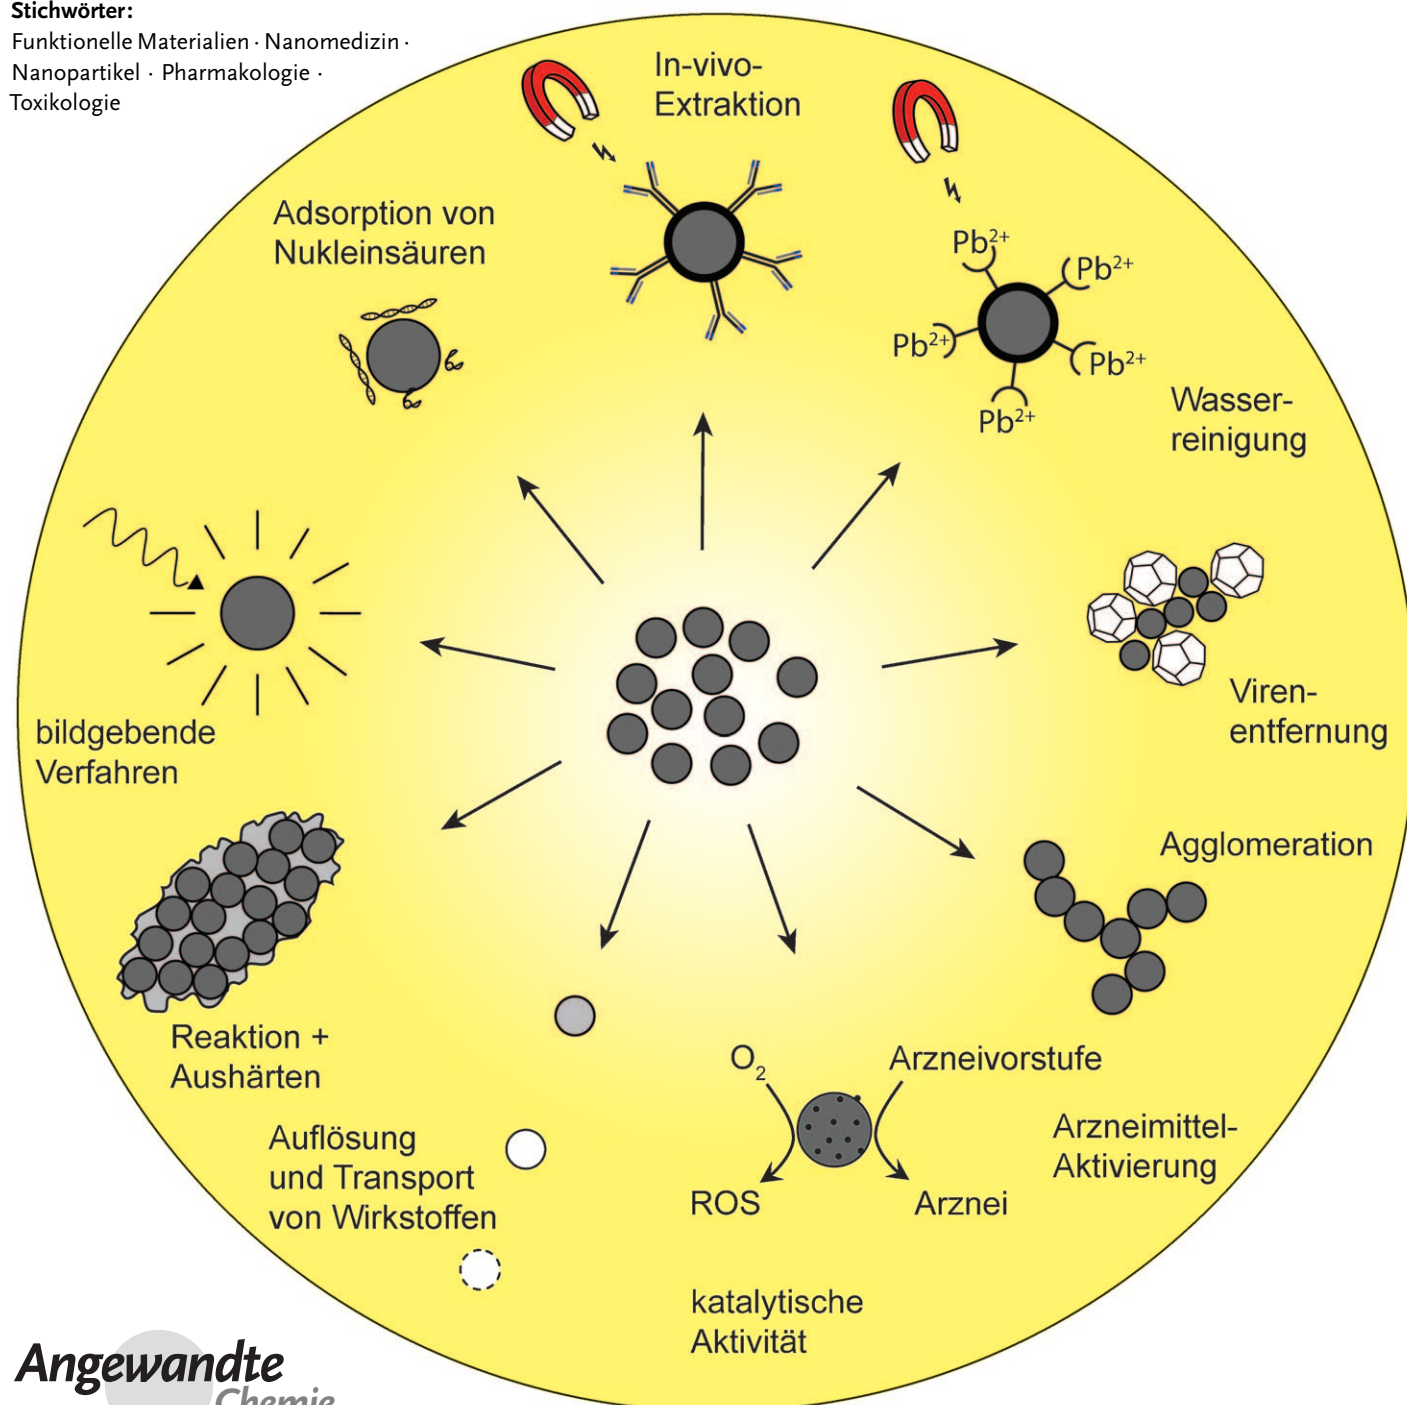 Stichwörter:
Funktionelle Materialien · Nanomedizin ·
Nanopartikel · Pharmakologie ·
Toxikologie
In-vivo-
Extraktion
Adsorption von
Nukleinsäuren
Pb²⁺
Pb²⁺
Pb²⁺
Pb²⁺
Pb²⁺
Wasser-
reinigung
Viren-
entfernung
bildgebende
Verfahren
Agglomeration
Reaktion +
Aushärten
O₂
Arzneivorstufe
ROS
Arznei
Arzneimittel-
Aktivierung
Auflösung
und Transport
von Wirkstoffen
katalytische
Aktivität
Angewandte
Chemie